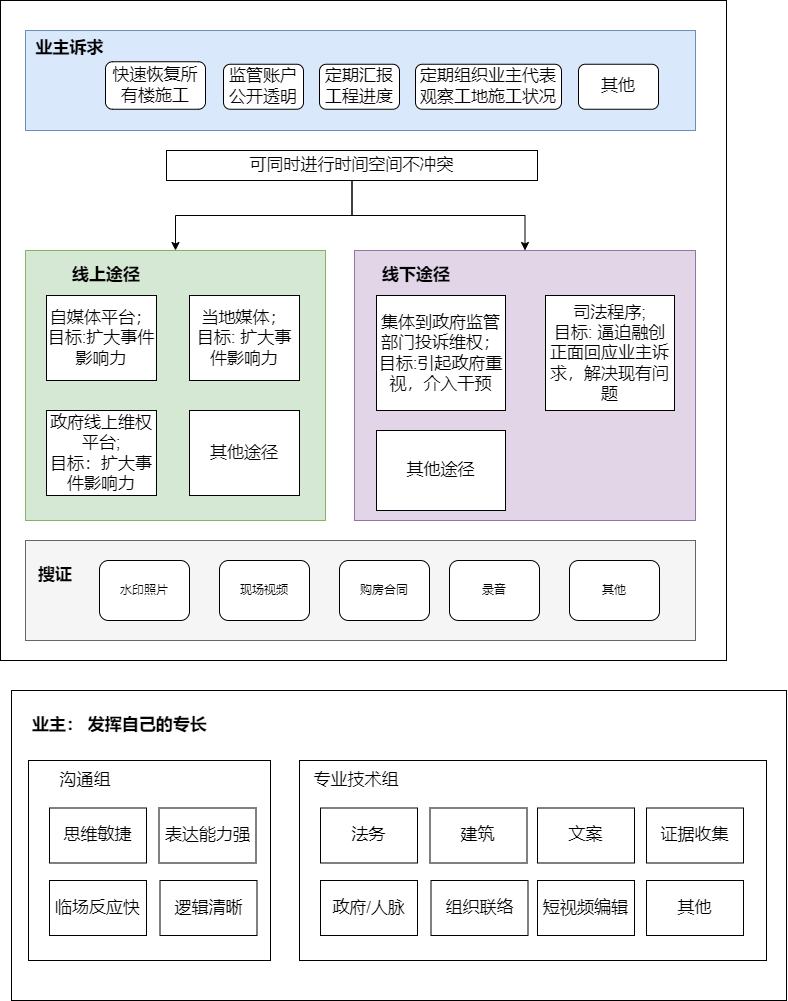 业主诉求
快速恢复所
有楼施工
监管账户
公开透明
定期汇报
工程进度
定期组织业主代表
观察工地施工状况
其他
可同时进行时间空间不冲突
线上途径
自媒体平台；
目标:扩大事件
影响力
当地媒体；
目标: 扩大事
件影响力
政府线上维权
平台;
目标：扩大事
件影响力
其他途径
线下途径
集体到政府监管
部门投诉维权；
目标:引起政府重
视，介入干预
司法程序;
目标: 逼迫融创
正面回应业主诉
求，解决现有问
题
其他途径
搜证
水印照片
现场视频
购房合同
录音
其他
业主： 发挥自己的专长
沟通组
思维敏捷
表达能力强
临场反应快
逻辑清晰
专业技术组
法务
建筑
文案
证据收集
政府/人脉
组织联络
短视频编辑
其他